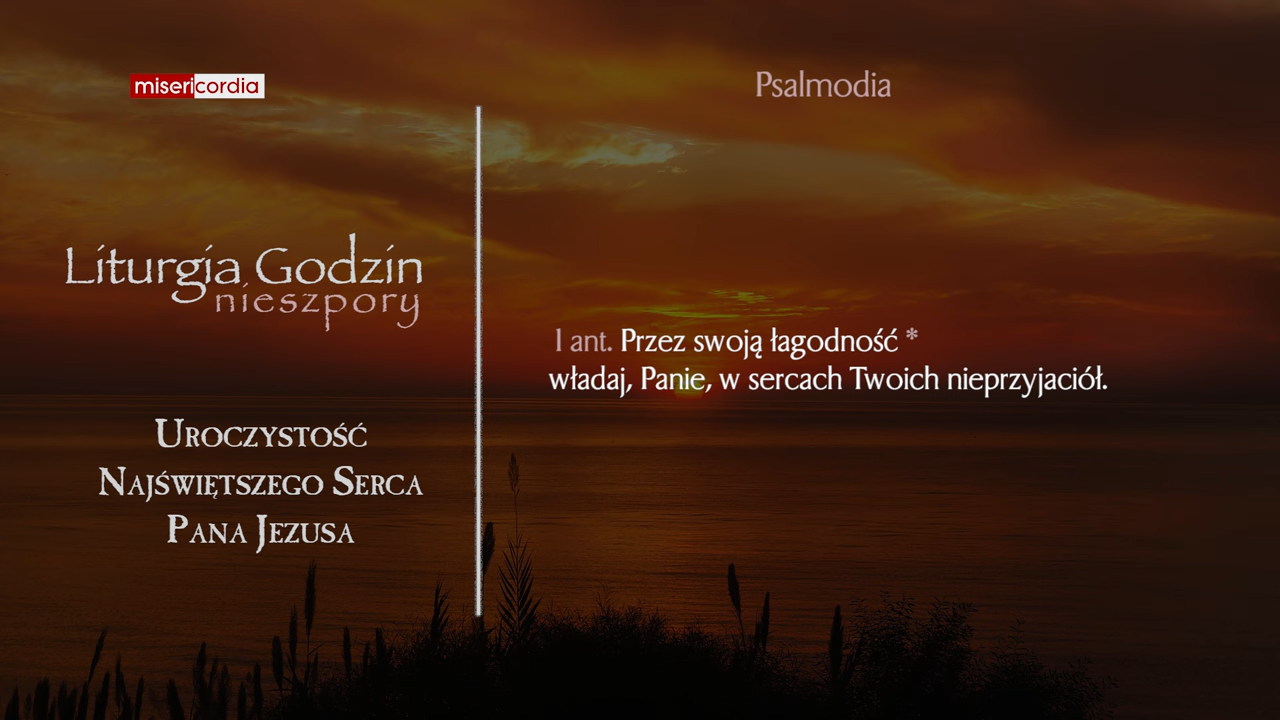 misericordia
Psalmodia
Liturgia Godzin
nieszpory
1 ant. Przez swoją łagodność *
władaj, Panie, w sercach Twoich nieprzyjaciół.
Uroczystość
Najświętszego Serca
Pana Jezusa